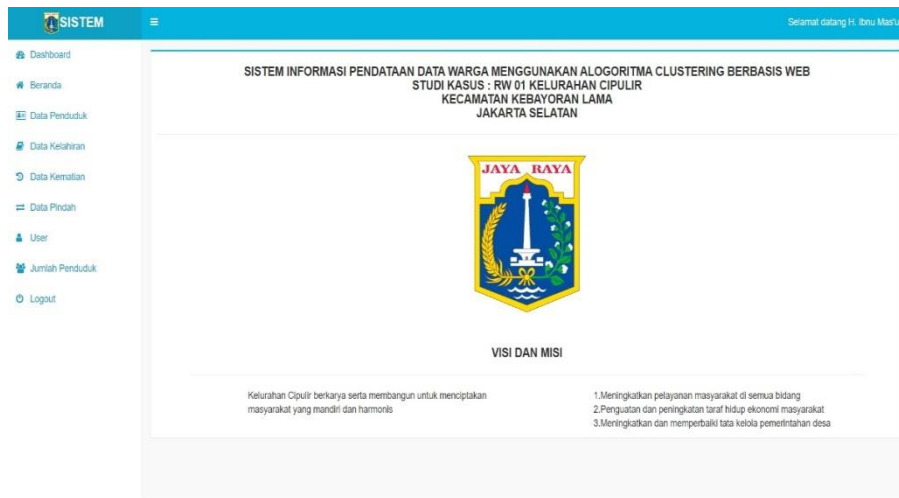 SISTEM
Selamat datang H. Ibnu Mas'u
Dashboard
Beranda
Data Penduduk
Data Kelahiran
Data Kematian
Data Pindah
User
Jumlah Penduduk
Logout
SISTEM INFORMASI PENDATAAN DATA WARGA MENGGUNAKAN ALOGORITMA CLUSTERING BERBASIS WEB
STUDI KASUS : RW 01 KELURAHAN CIPULIR
KECAMATAN KEBAYORAN LAMA
JAKARTA SELATAN
JAYA RAYA
VISI DAN MISI
Kelurahan Cipulir berkarya serta membangun untuk menciptakan
masyarakat yang mandiri dan harmonis
1.Meningkatkan pelayanan masyarakat di semua bidang
2.Penguatan dan peningkatan taraf hidup ekonomi masyarakat
3.Meningkatkan dan memperbaiki tata kelola pemerintahan desa